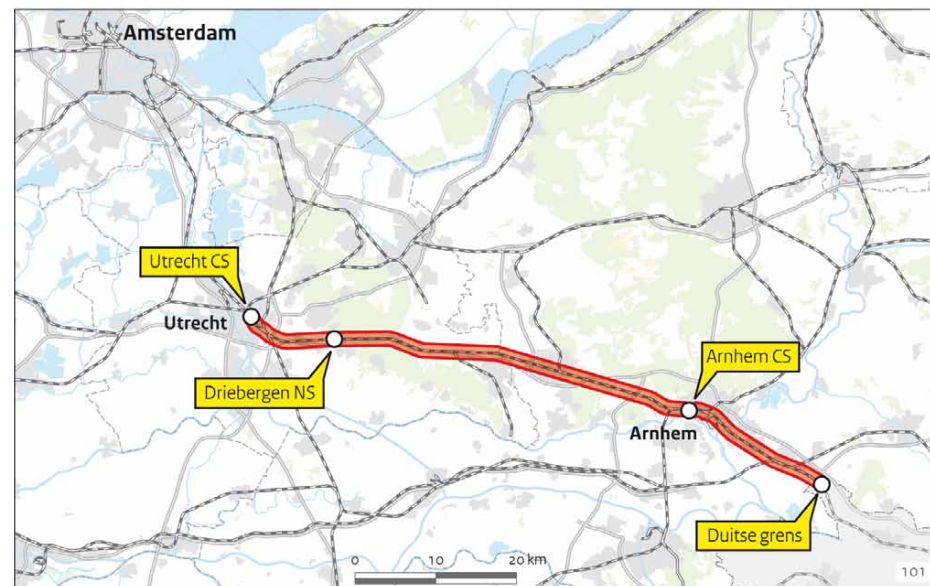 Amsterdam
Utrecht CS
Utrecht
Driebergen NS
Arnhem CS
Arnhem
Duitse grens
0 10 20 km
101